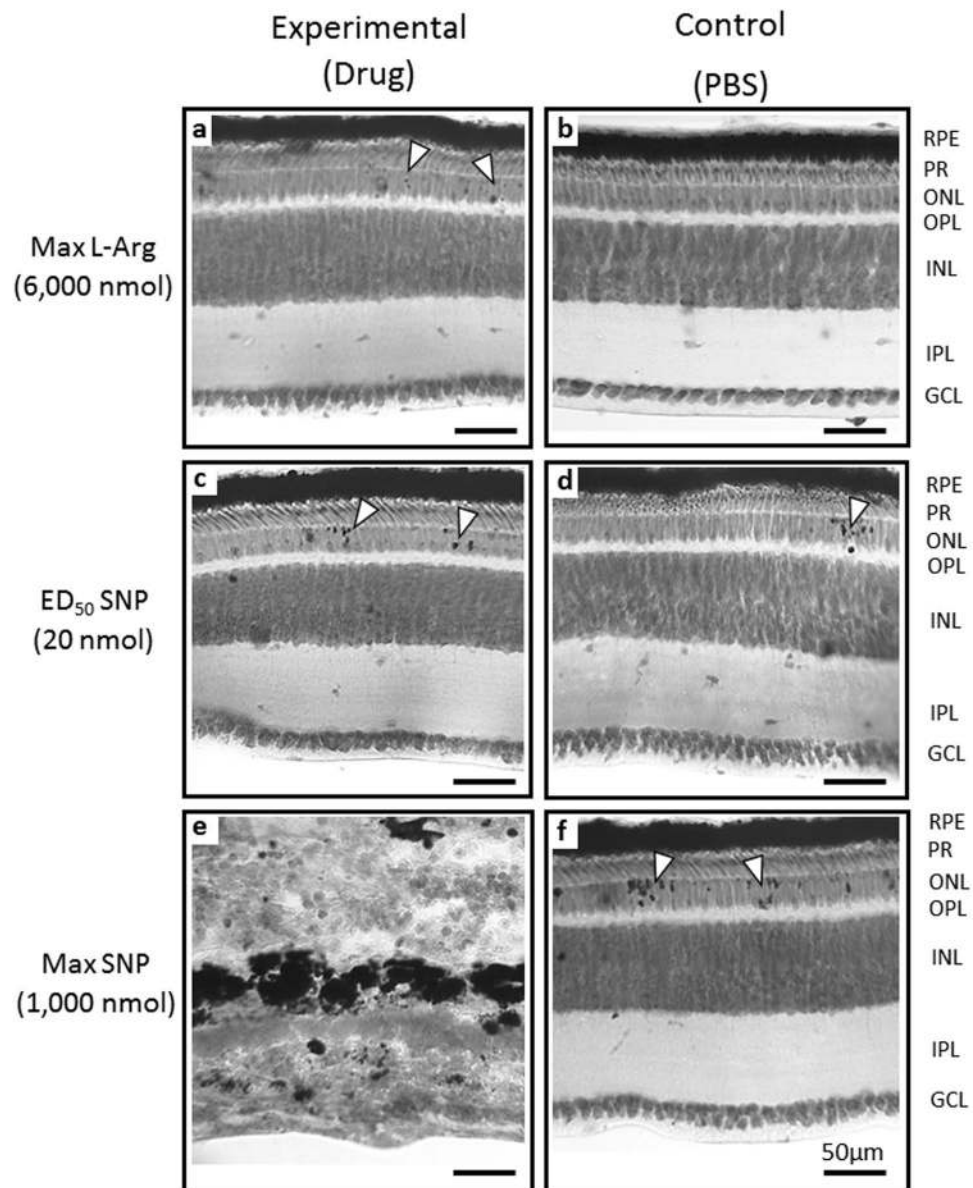 Experimental
(Drug)
Control
(PBS)
Max L-Arg
(6,000 nmol)
a
b
RPE
PR
ONL
OPL
INL
IPL
GCL
ED₅₀ SNP
(20 nmol)
c
d
RPE
PR
ONL
OPL
INL
IPL
GCL
Max SNP
(1,000 nmol)
e
f
RPE
PR
ONL
OPL
INL
IPL
GCL
50µm